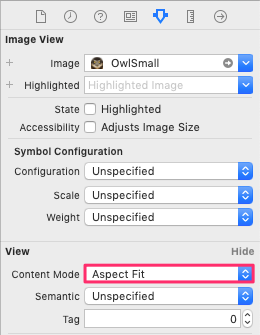 Image View
Image OwlSmall
Highlighted Highlighted Image
State Highlighted
Accessibility Adjusts Image Size
Symbol Configuration
Configuration Unspecified
Scale Unspecified
Weight Unspecified
View Hide
Content Mode Aspect Fit
Semantic Unspecified
Tag 0